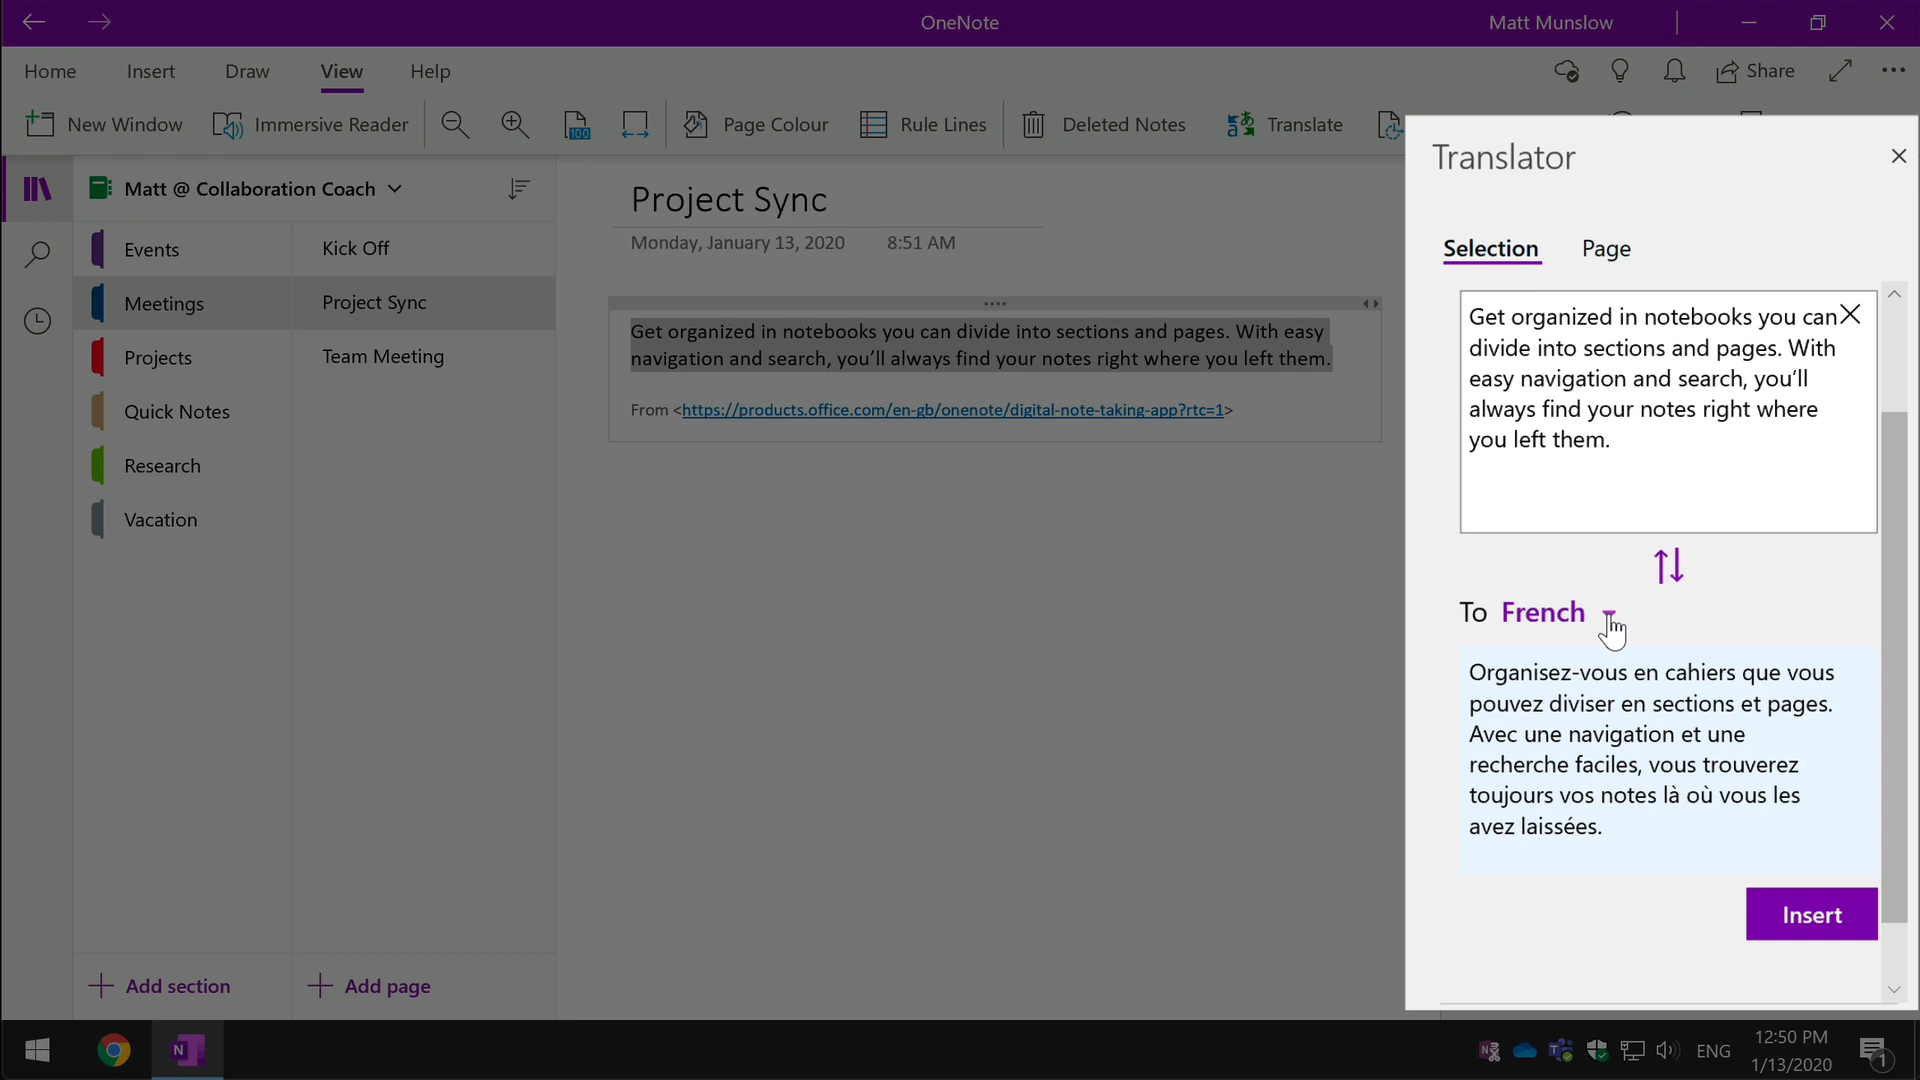 OneNote
Matt Munslow
Home
Insert
Draw
View
Help
Share
New Window
Immersive Reader
100
Page Colour
Rule Lines
Deleted Notes
Translate
Matt @ Collaboration Coach
Events
Meetings
Projects
Quick Notes
Research
Vacation
Kick Off
Project Sync
Team Meeting
Add section
Add page
Project Sync
Monday, January 13, 2020 8:51 AM
Get organized in notebooks you can divide into sections and pages. With easy
navigation and search, you'll always find your notes right where you left them.
From <https://products.office.com/en-gb/onenote/digital-note-taking-app?rtc=1>
Translator
Selection
Page
Get organized in notebooks you can
divide into sections and pages. With
easy navigation and search, you'll
always find your notes right where
you left them.
To French
Organisez-vous en cahiers que vous
pouvez diviser en sections et pages.
Avec une navigation et une
recherche faciles, vous trouverez
toujours vos notes là où vous les
avez laissées.
Insert
N
ENG
12:50 PM
1/13/2020
1